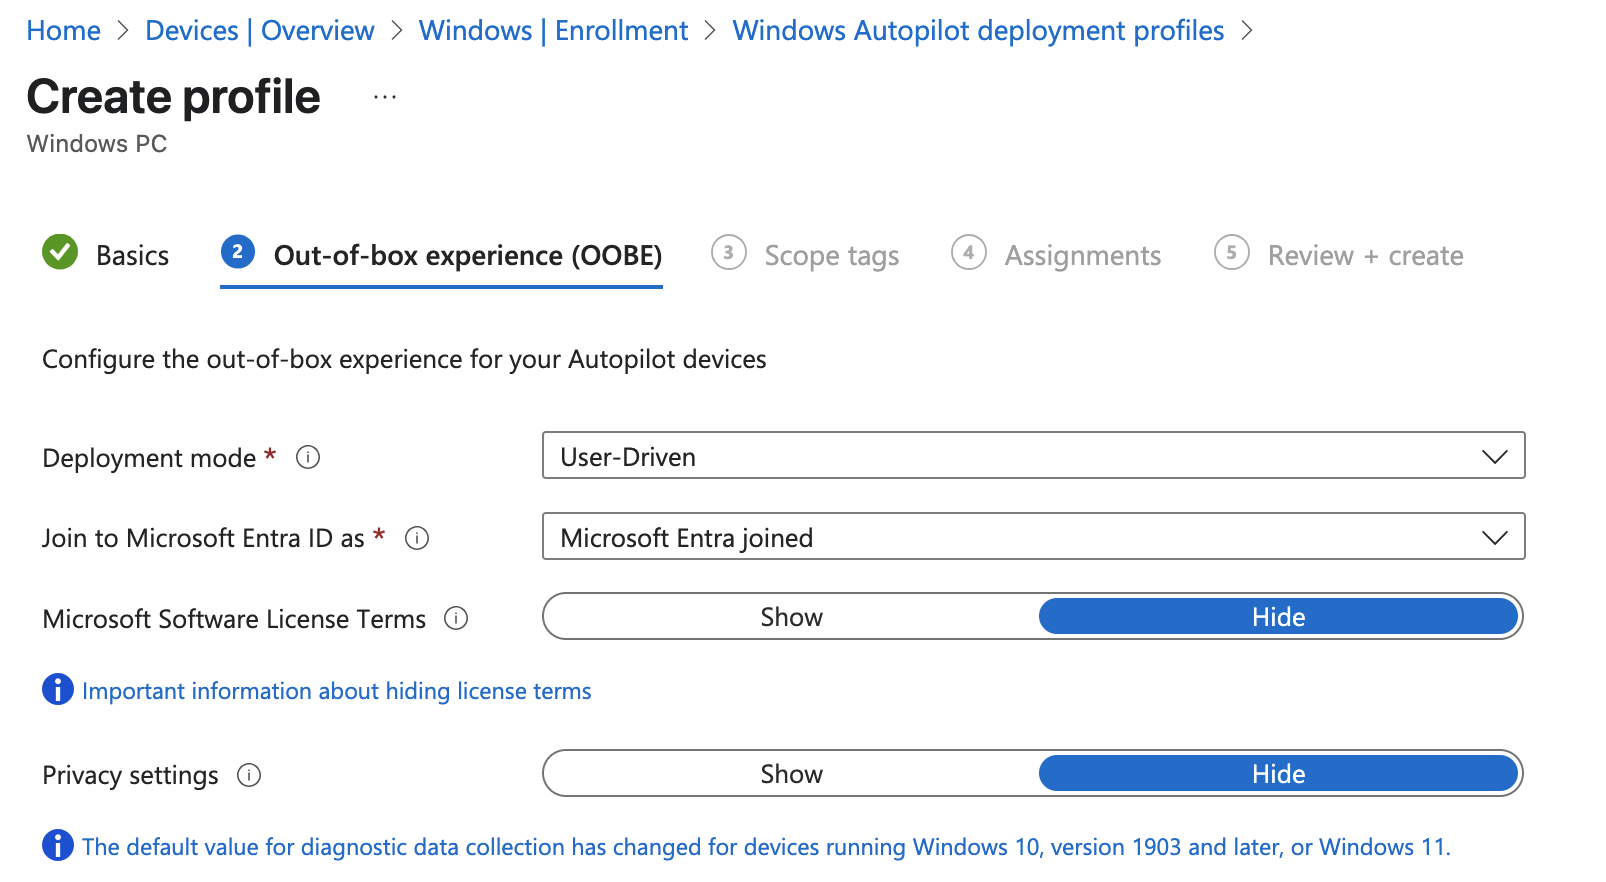 Home > Devices | Overview > Windows | Enrollment > Windows Autopilot deployment profiles >
Create profile ...
Windows PC
Basics 2 Out-of-box experience (OOBE) 3 Scope tags 4 Assignments 5 Review + create
Configure the out-of-box experience for your Autopilot devices
Deployment mode * User-Driven
Join to Microsoft Entra ID as * Microsoft Entra joined
Microsoft Software License Terms Show Hide
Important information about hiding license terms
Privacy settings Show Hide
The default value for diagnostic data collection has changed for devices running Windows 10, version 1903 and later, or Windows 11.